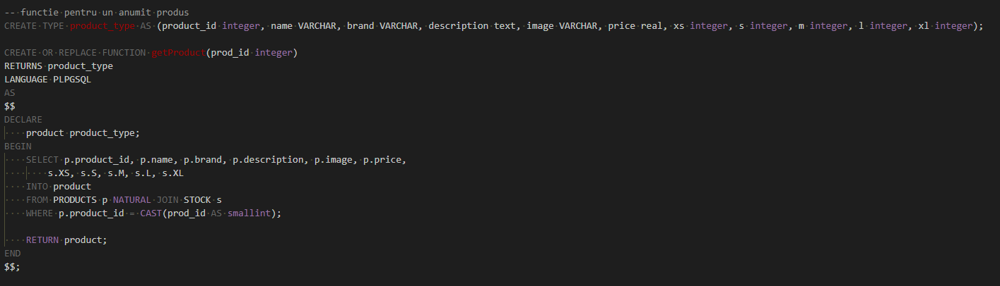 -- functie pentru un anumit produs
CREATE TYPE product_type AS (product_id integer, name VARCHAR, brand VARCHAR, description text, image VARCHAR, price real, xs integer, s integer, m integer, l integer, xl integer);
CREATE OR REPLACE FUNCTION getProduct(prod_id integer)
RETURNS product_type
LANGUAGE PLPGSQL
AS
$$
DECLARE
    product product_type;
BEGIN
    SELECT p.product_id, p.name, p.brand, p.description, p.image, p.price,
        s.XS, s.S, s.M, s.L, s.XL
    INTO product
    FROM PRODUCTS p NATURAL JOIN STOCK s
    WHERE p.product_id = CAST(prod_id AS smallint);
    RETURN product;
END
$$;